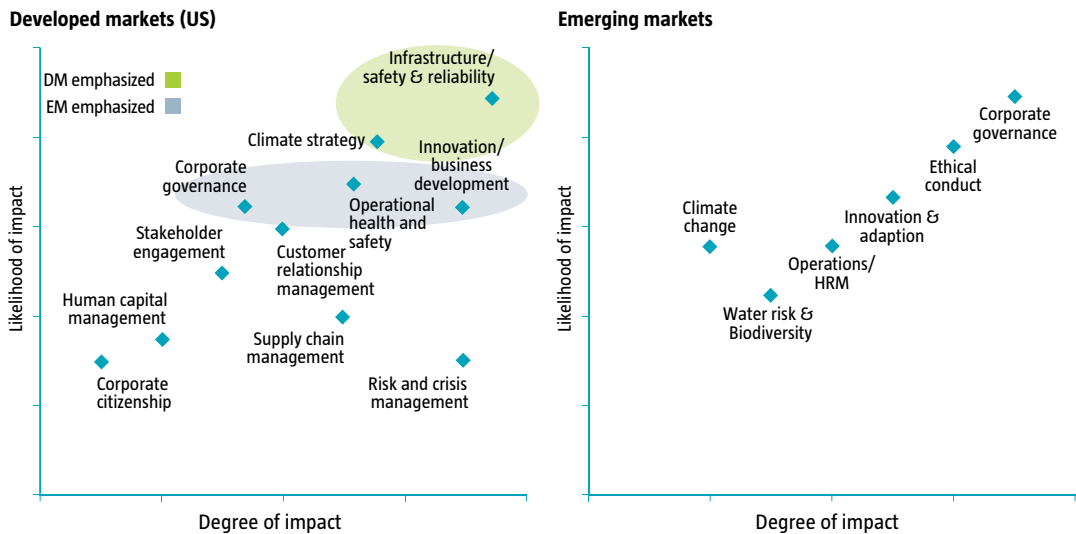 Developed markets (US)
DM emphasized
EM emphasized
Likelihood of impact
Infrastructure/
safety & reliability
Climate strategy
Innovation/
business
development
Corporate
governance
Operational
health and
safety
Stakeholder
engagement
Customer
relationship
management
Human capital
management
Supply chain
management
Corporate
citizenship
Risk and crisis
management
Degree of impact
Emerging markets
Likelihood of impact
Corporate
governance
Ethical
conduct
Climate
change
Innovation &
adaption
Operations/
HRM
Water risk &
Biodiversity
Degree of impact